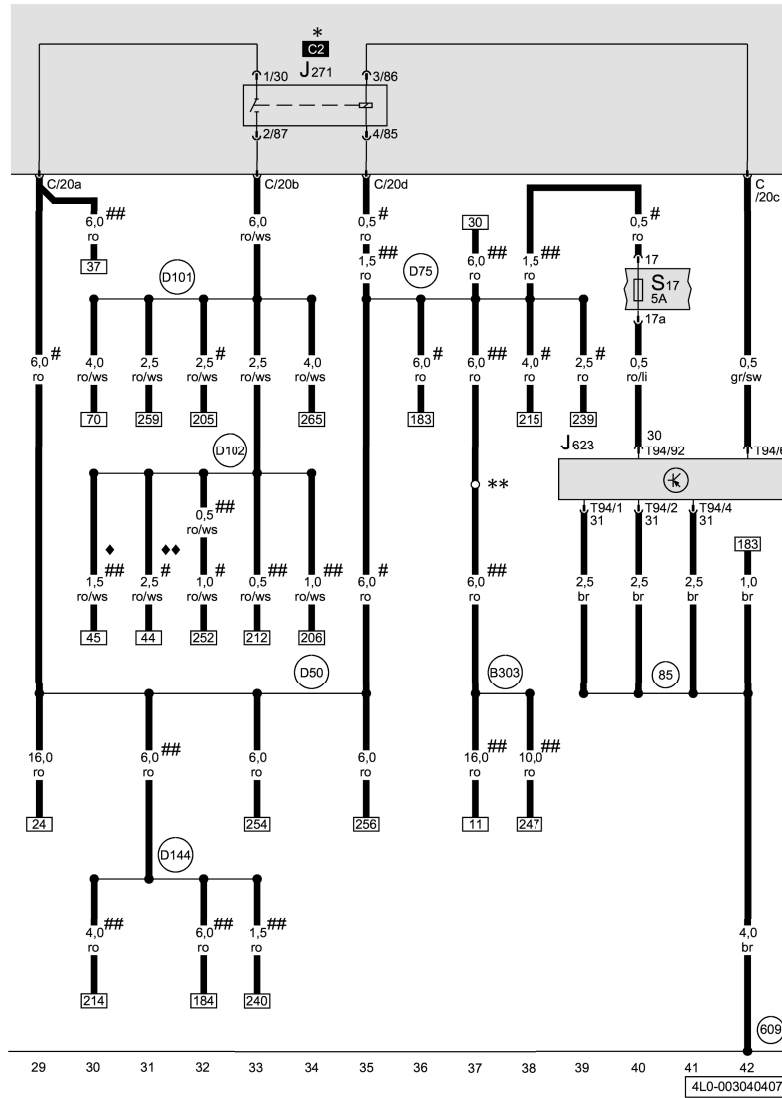 *
C2
J271
1/30 3/86
2/87 4/85
C/20a C/20b C/20d C
/20c
6,0 ##
ro
37
6,0
ro/ws
0,5 #
ro
1,5 ##
ro
30
6,0 ##
ro
1,5 ##
ro
0,5 #
ro
17
S17
5A
17a
D101
D75
6,0 #
ro
4,0
ro/ws
2,5
ro/ws
2,5 #
ro/ws
2,5
ro/ws
4,0
ro/ws
6,0 #
ro
6,0 ##
ro
4,0 #
ro
2,5 #
ro
0,5
ro/li
0,5
gr/sw
70 259 205 265 183 215 239
D102
J623
30
T94/92
**
0,5 ##
ro/ws
T94/1
31
T94/2
31
T94/4
31
183
♦ ♦♦
1,5 ##
ro/ws
2,5 #
ro/ws
1,0 #
ro/ws
0,5 ##
ro/ws
1,0 ##
ro/ws
6,0 #
ro
6,0 ##
ro
2,5
br
2,5
br
2,5
br
1,0
br
45 44 252 212 206
D50
B303
85
16,0
ro
6,0 ##
ro
6,0
ro
6,0
ro
16,0 ##
ro
10,0 ##
ro
24 254 256 11 247
D144
4,0 ##
ro
6,0 ##
ro
1,5 ##
ro
4,0
br
214 184 240
609
29 30 31 32 33 34 35 36 37 38 39 40 41 42
4L0-003040407